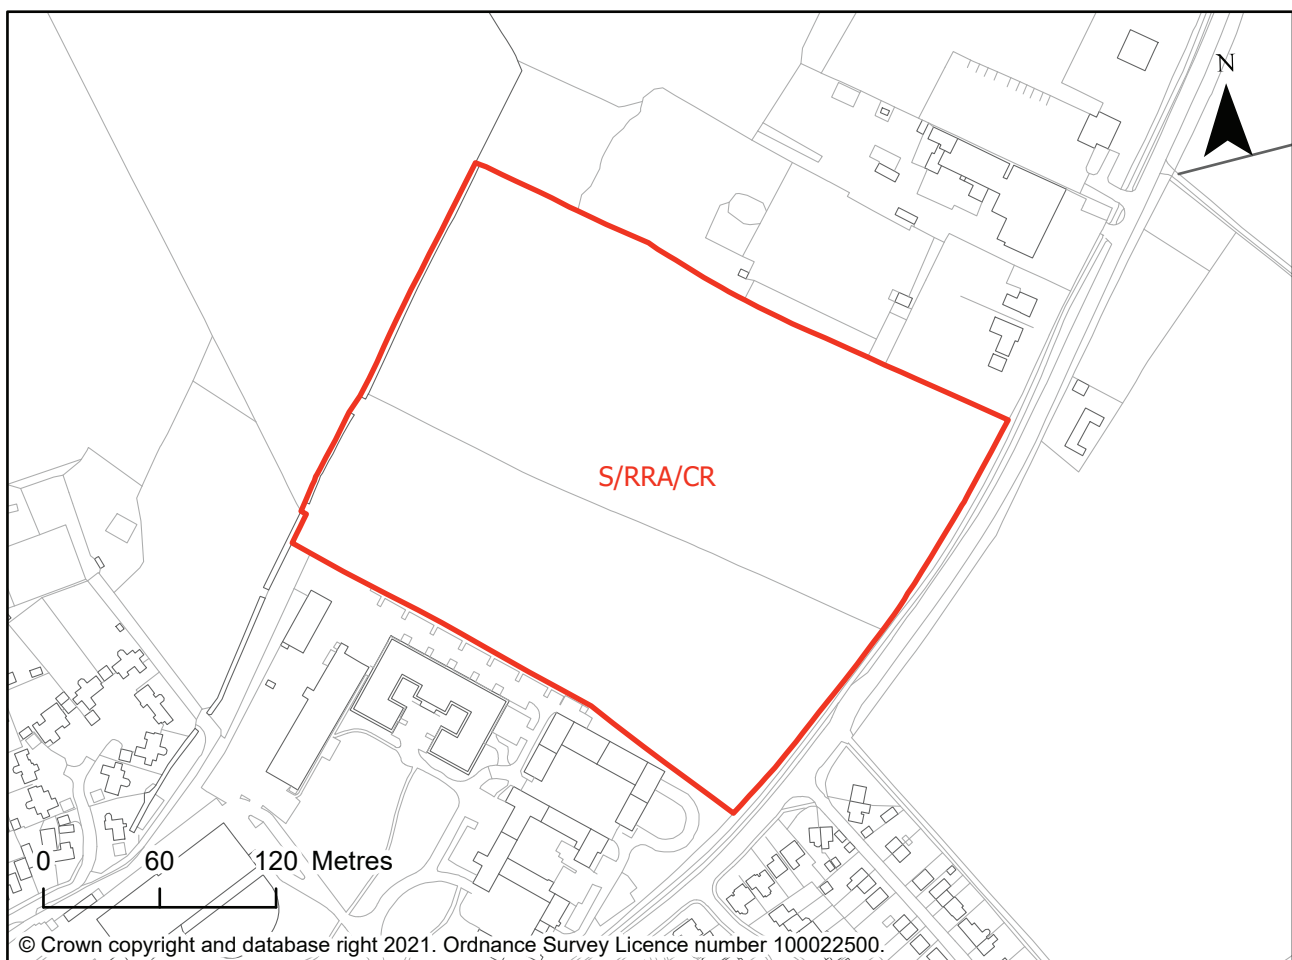 N
S/RRA/CR
0 60 120 Metres
© Crown copyright and database right 2021. Ordnance Survey Licence number 100022500.